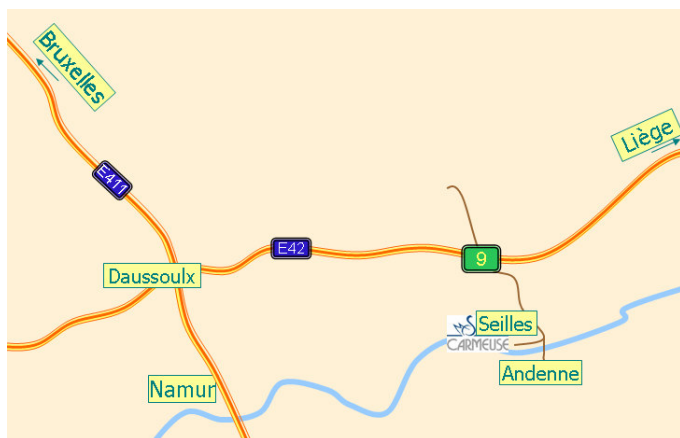 Bruxelles
Liège
E411
E42
9
Daussoulx
Seilles
CARMEUSE
Andenne
Namur